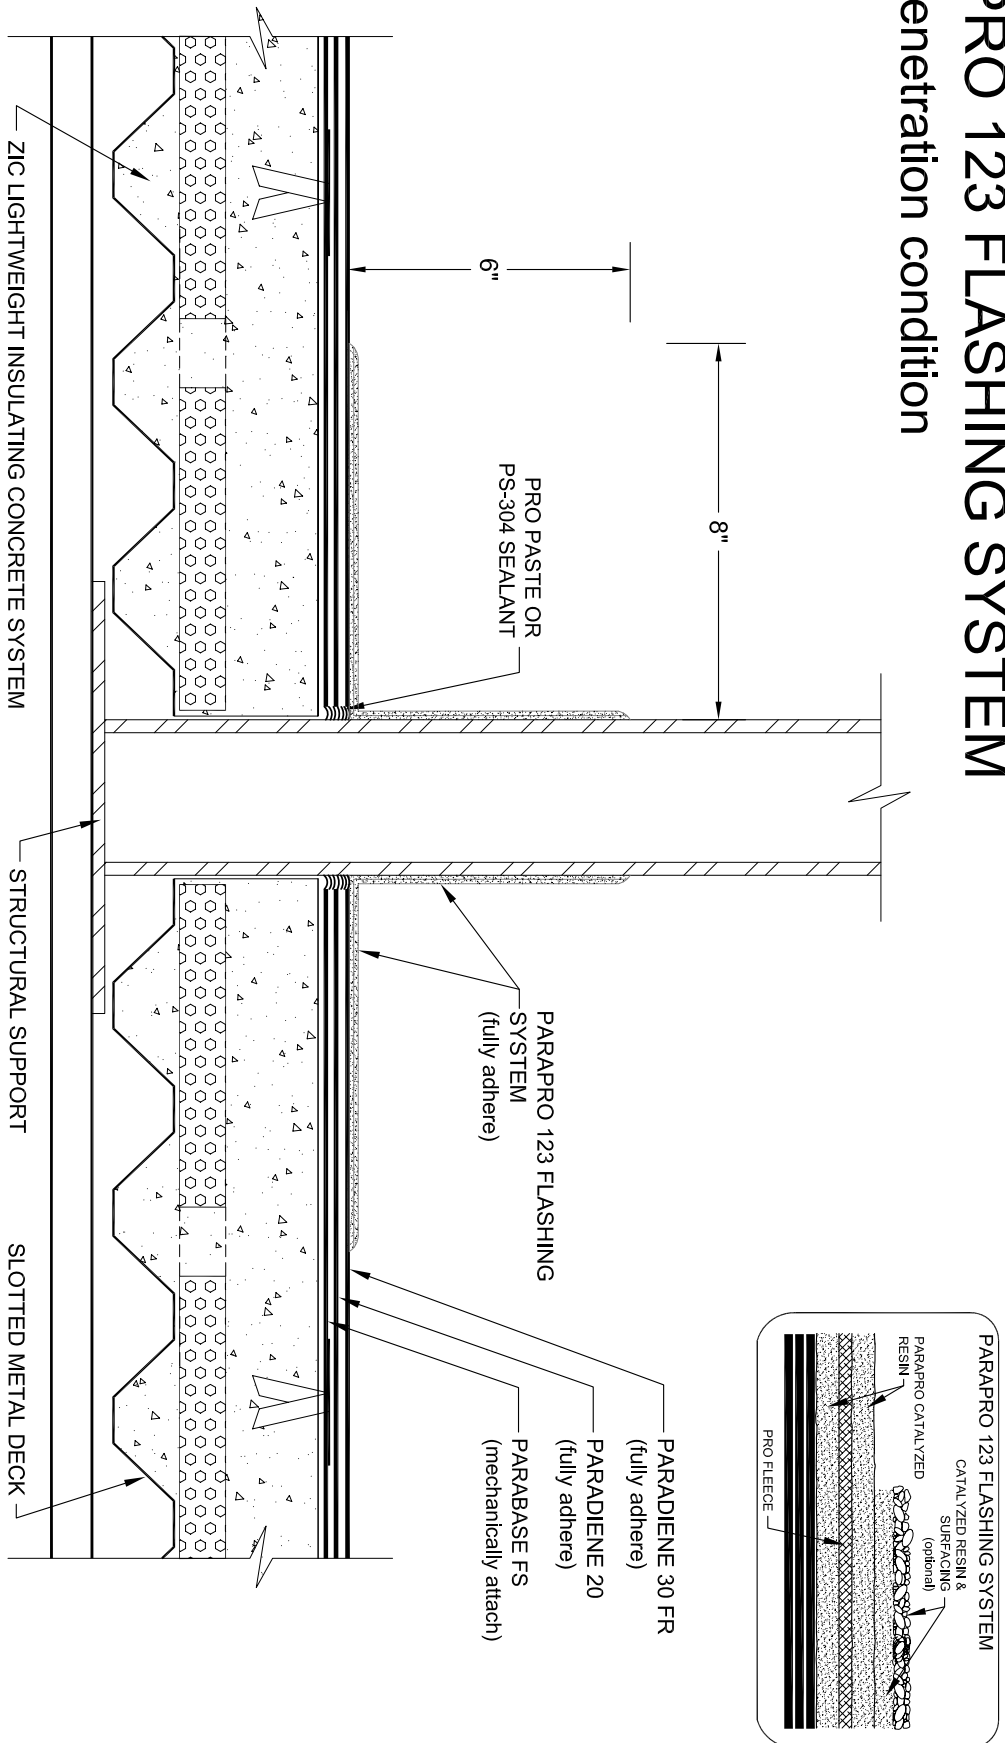 PRO 123 FLASHING SYSTEM
enetration condition
PARAPRO 123 FLASHING SYSTEM
PARAPRO CATALYZED
RESIN
CATALYZED RESIN &
SURFACING
(optional)
PRO FLEECE
8"
6"
PRO PASTE OR
PS-304 SEALANT
PARAPRO 123 FLASHING
SYSTEM
(fully adhere)
PARADIENE 30 FR
(fully adhere)
PARADIENE 20
(fully adhere)
PARABASE FS
(mechanically attach)
ZIC LIGHTWEIGHT INSULATING CONCRETE SYSTEM
STRUCTURAL SUPPORT
SLOTTED METAL DECK